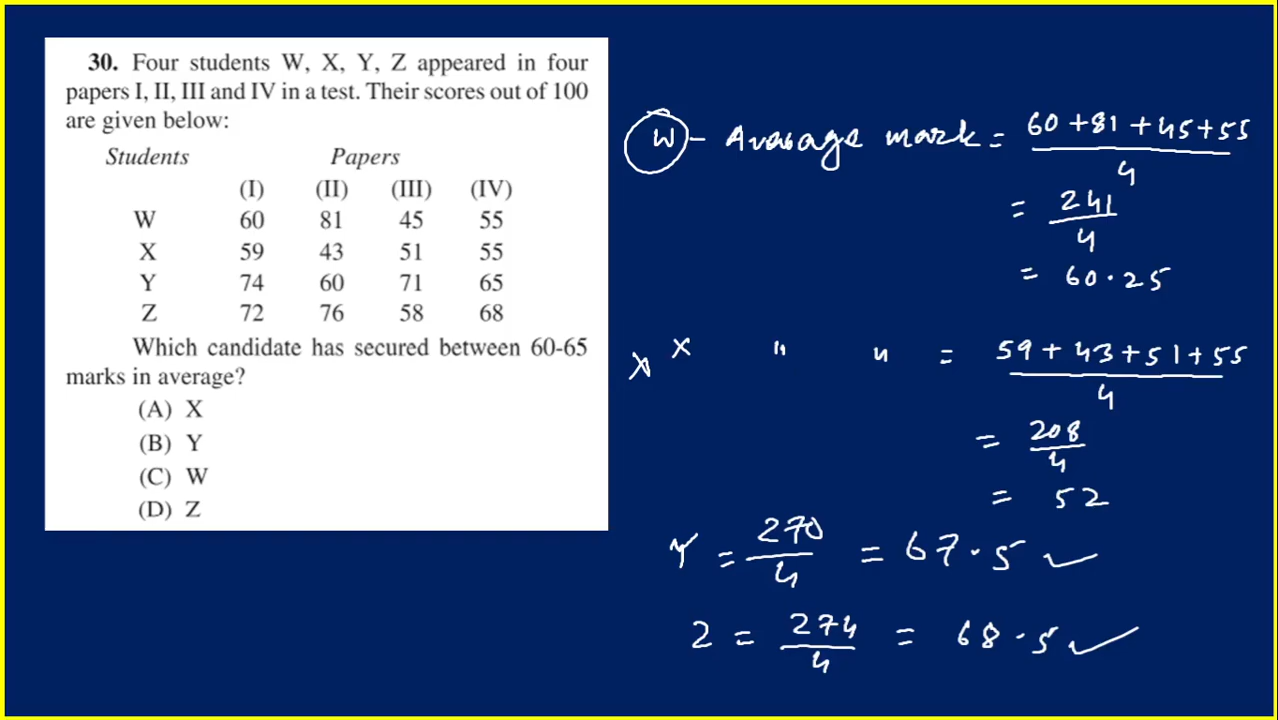 30. Four students W, X, Y, Z appeared in four
papers I, II, III and IV in a test. Their scores out of 100
are given below:
Students Papers
(I) (II) (III) (IV)
W 60 81 45 55
X 59 43 51 55
Y 74 60 71 65
Z 72 76 58 68
Which candidate has secured between 60-65
marks in average?
(A) X
(B) Y
(C) W
(D) Z
W - Average mark = 60+81+45+55
4
= 241
4
= 60.25
X X " " = 59+43+51+55
4
= 208
4
= 52
Y = 270 = 67.5 ✓
4
Z = 274 = 68.5 ✓
4